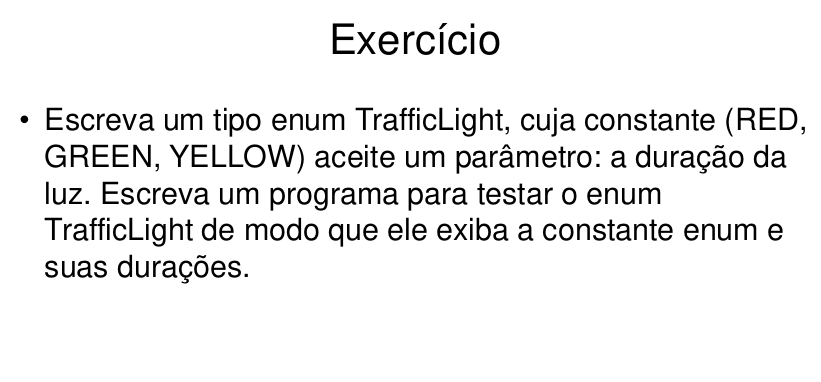 Exercício
• Escreva um tipo enum TrafficLight, cuja constante (RED,
GREEN, YELLOW) aceite um parâmetro: a duração da
luz. Escreva um programa para testar o enum
TrafficLight de modo que ele exiba a constante enum e
suas durações.